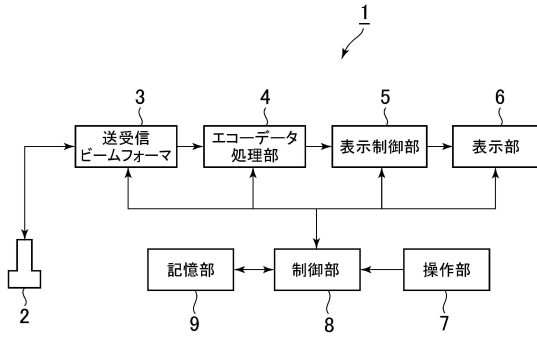 1
3
4
5
6
送受信
ビームフォーマ
エコーデータ
処理部
表示制御部
表示部
記憶部
制御部
操作部
2
9
8
7